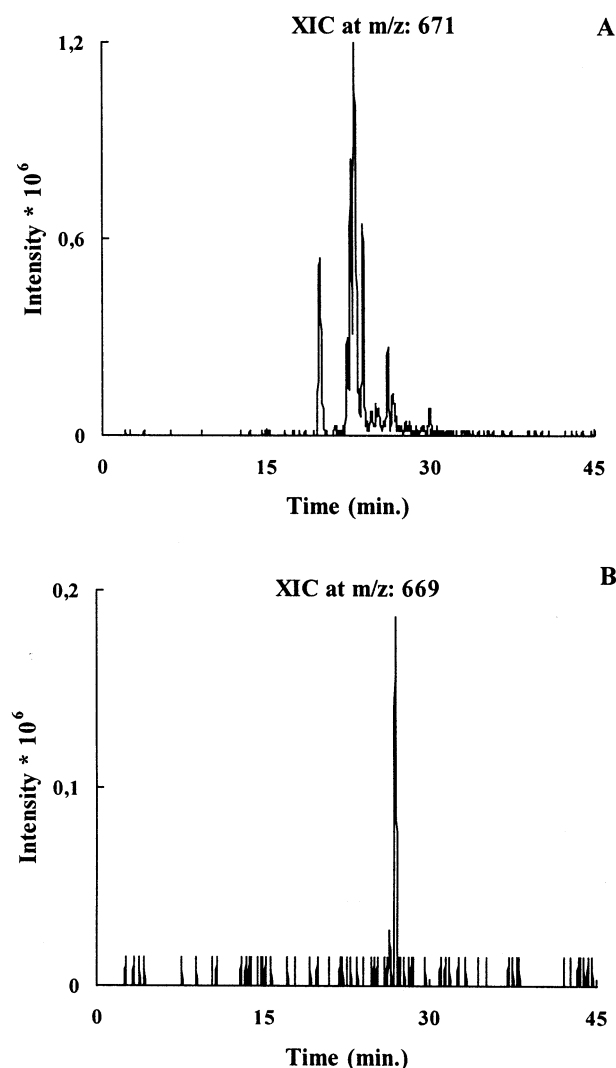 XIC at m/z: 671
A
1,2
0,6
0
Intensity * 10⁶
0 15 30 45
Time (min.)
XIC at m/z: 669
B
0,2
0,1
0
Intensity * 10⁶
0 15 30 45
Time (min.)